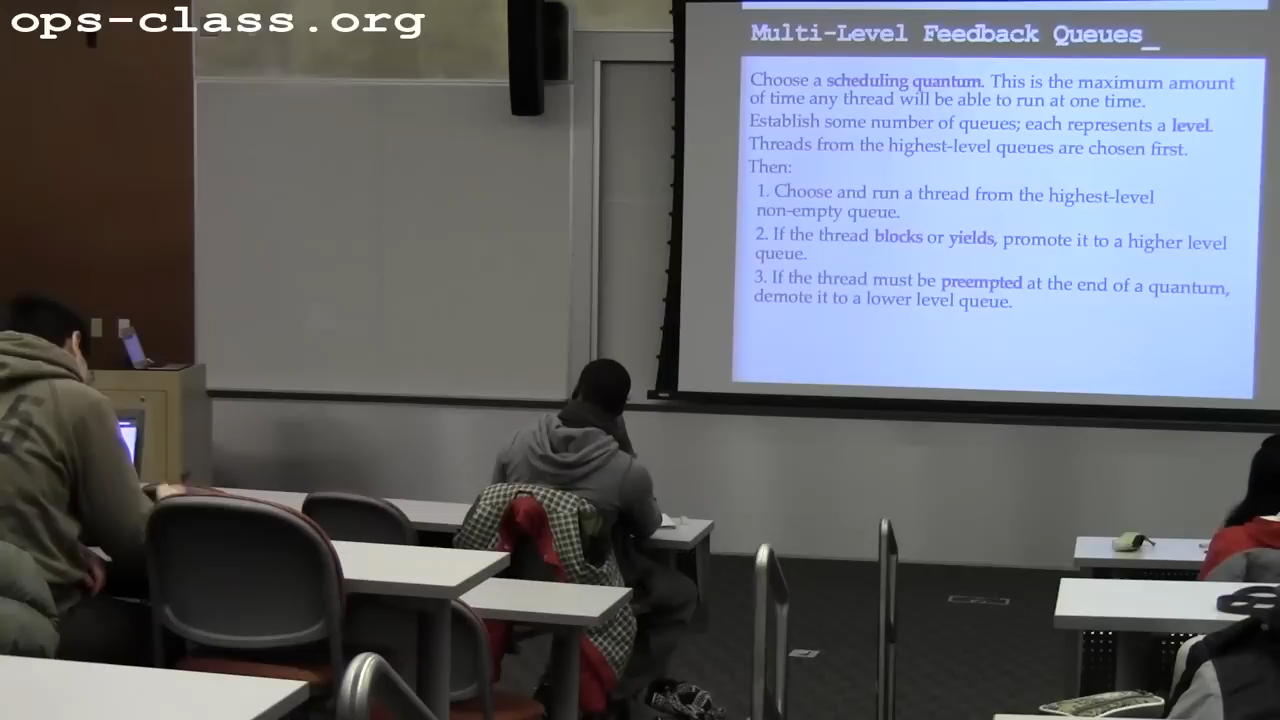 ops-class.org
Multi-Level Feedback Queues_
Choose a scheduling quantum. This is the maximum amount
of time any thread will be able to run at one time.
Establish some number of queues; each represents a level.
Threads from the highest-level queues are chosen first.
Then:
1. Choose and run a thread from the highest-level
non-empty queue.
2. If the thread blocks or yields, promote it to a higher level
queue.
3. If the thread must be preempted at the end of a quantum,
demote it to a lower level queue.